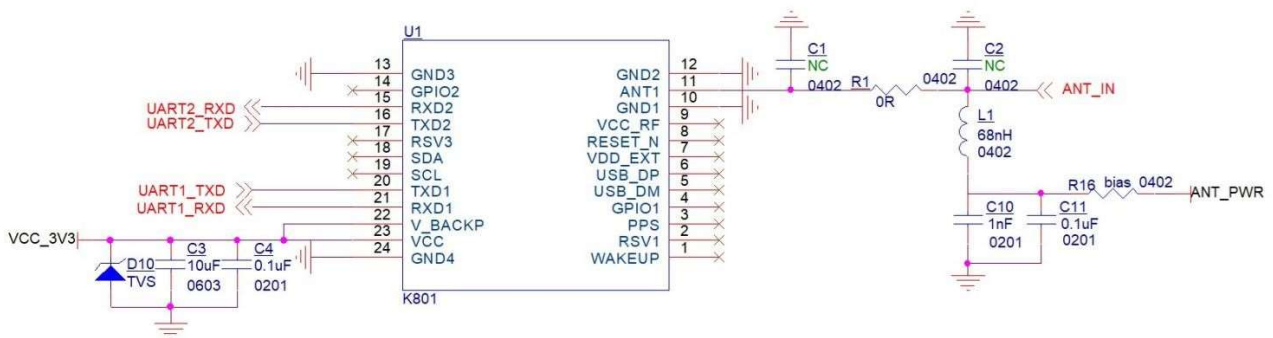 U1
13
14
15
16
17
18
19
20
21
22
23
24
GND3
GPIO2
RXD2
TXD2
RSV3
SDA
SCL
TXD1
RXD1
V_BACKP
VCC
GND4
GND2
ANT1
GND1
VCC_RF
RESET_N
VDD_EXT
USB_DP
USB_DM
GPIO1
PPS
RSV1
WAKEUP
12
11
10
9
8
7
6
5
4
3
2
1
K801
UART2_RXD
UART2_TXD
UART1_TXD
UART1_RXD
VCC_3V3
D10
TVS
C3
10uF
0603
C4
0.1uF
0201
C1
NC
0402
R1
0R
0402
C2
NC
0402
ANT_IN
L1
68nH
0402
R16 bias 0402
ANT_PWR
C10
1nF
0201
C11
0.1uF
0201